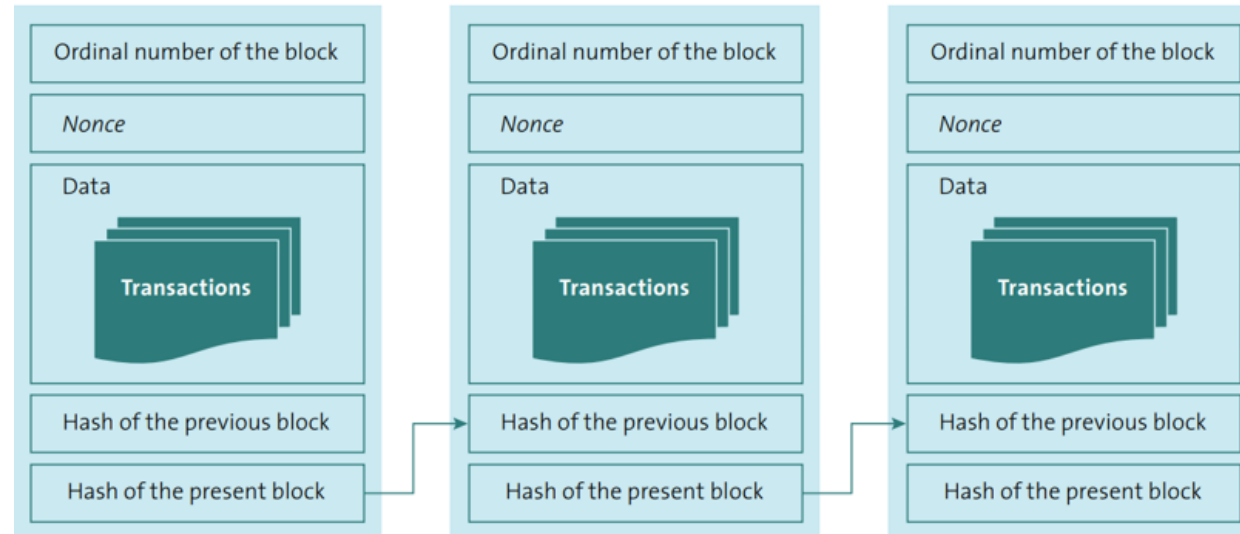 Ordinal number of the block
Nonce
Data
Transactions
Hash of the previous block
Hash of the present block
Ordinal number of the block
Nonce
Data
Transactions
Hash of the previous block
Hash of the present block
Ordinal number of the block
Nonce
Data
Transactions
Hash of the previous block
Hash of the present block